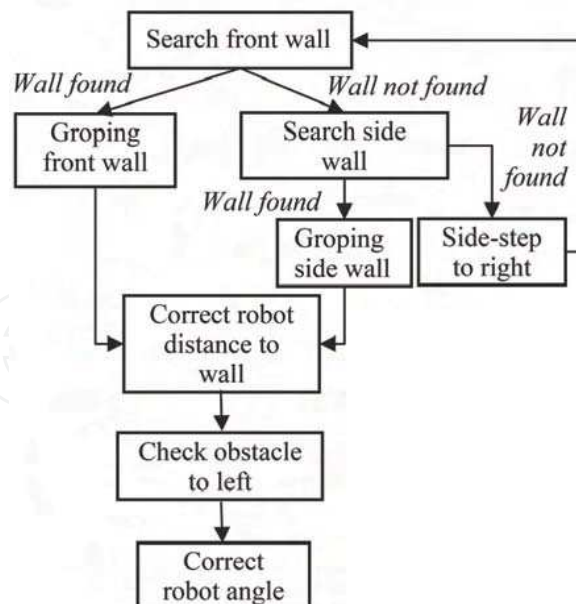 Search front wall
Wall found
Wall not found
Groping
front wall
Search side
wall
Wall
not
found
Wall found
Groping
side wall
Side-step
to right
Correct robot
distance to
wall
Check obstacle
to left
Correct
robot angle